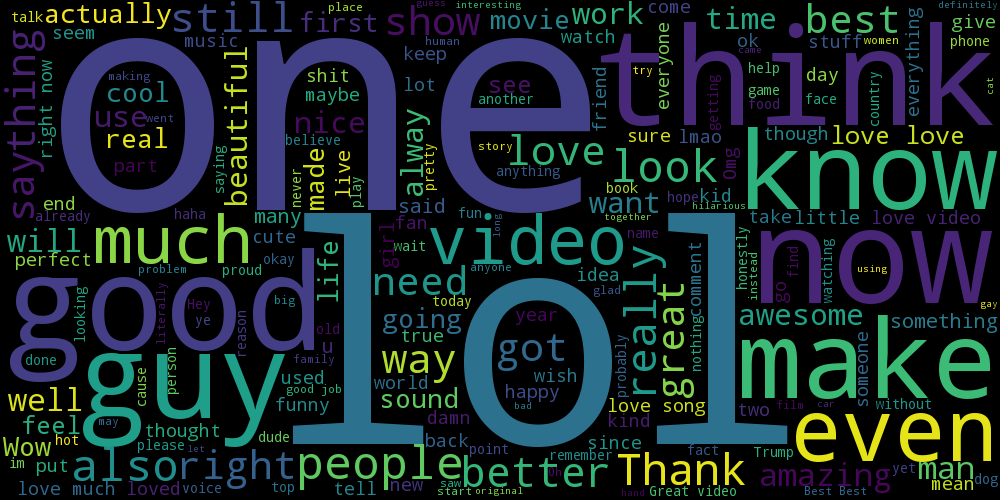 talk
actually
still
first
show
interesting
guess
place
movie
work
come
time
best
definitely
give
seem
music
keep
human
watch
ok
stuff
women
phone
saything
right now
one
think
making
cool
use
went
real
part
beautiful
shit
maybe
nice
believe
lot
see
another
friend
everyone
try
help
came
game
food
day
face
getting
country
everything
cat
saying
never
made
live
play
alway
pretty
story
love
anything
sure
lmao
look
omg
though
love love
know
book
hope
kid
hilarious
want
together
name
take
little
love video
end
already
haha
many
said
fan
fun
long
will
perfect
much
cute
okay
life
girl
wait
video
anyone
idea
glad
really
comment
nothing
honestly
instead
go
find
watching
now
using
gay
problem
proud
need
today
good
looking
literally
Hey
ye
reason
big
old
u
going
true
year
lol
got
wish
happy
bad
great
probably
awesome
something
done
guy
cause
person
family
good job
way
world
used
funny
sound
damn
love song
kind
make
someone
two
film
car
without
even
well
feel
may
thought
dude
Wow
hot
please
let
back
point
since
remember
fact
Trump
im
put
also
right
people
better
Thank
amazing
yet
man
mean
dog
love much
loved
voice
top
tell
new
saw
uh
start
original
hand
Great video
Best Best